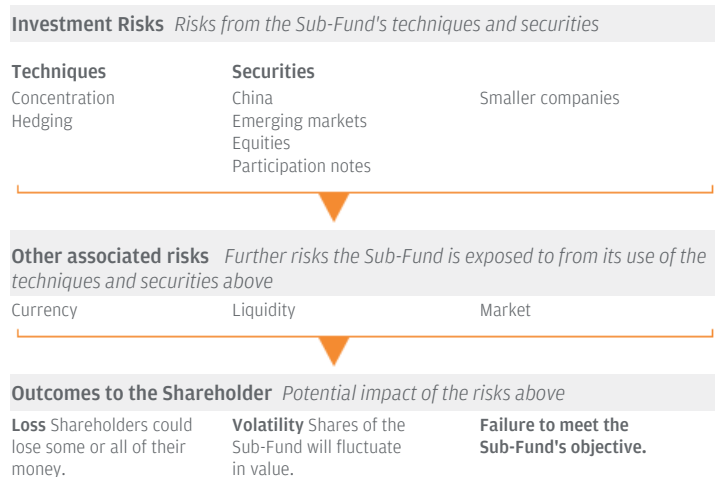 Investment Risks Risks from the Sub-Fund's techniques and securities
Techniques
Concentration
Hedging
Securities
China
Emerging markets
Equities
Participation notes
Smaller companies
Other associated risks Further risks the Sub-Fund is exposed to from its use of the
techniques and securities above
Currency
Liquidity
Market
Outcomes to the Shareholder Potential impact of the risks above
Loss Shareholders could
lose some or all of their
money.
Volatility Shares of the
Sub-Fund will fluctuate
in value.
Failure to meet the
Sub-Fund's objective.